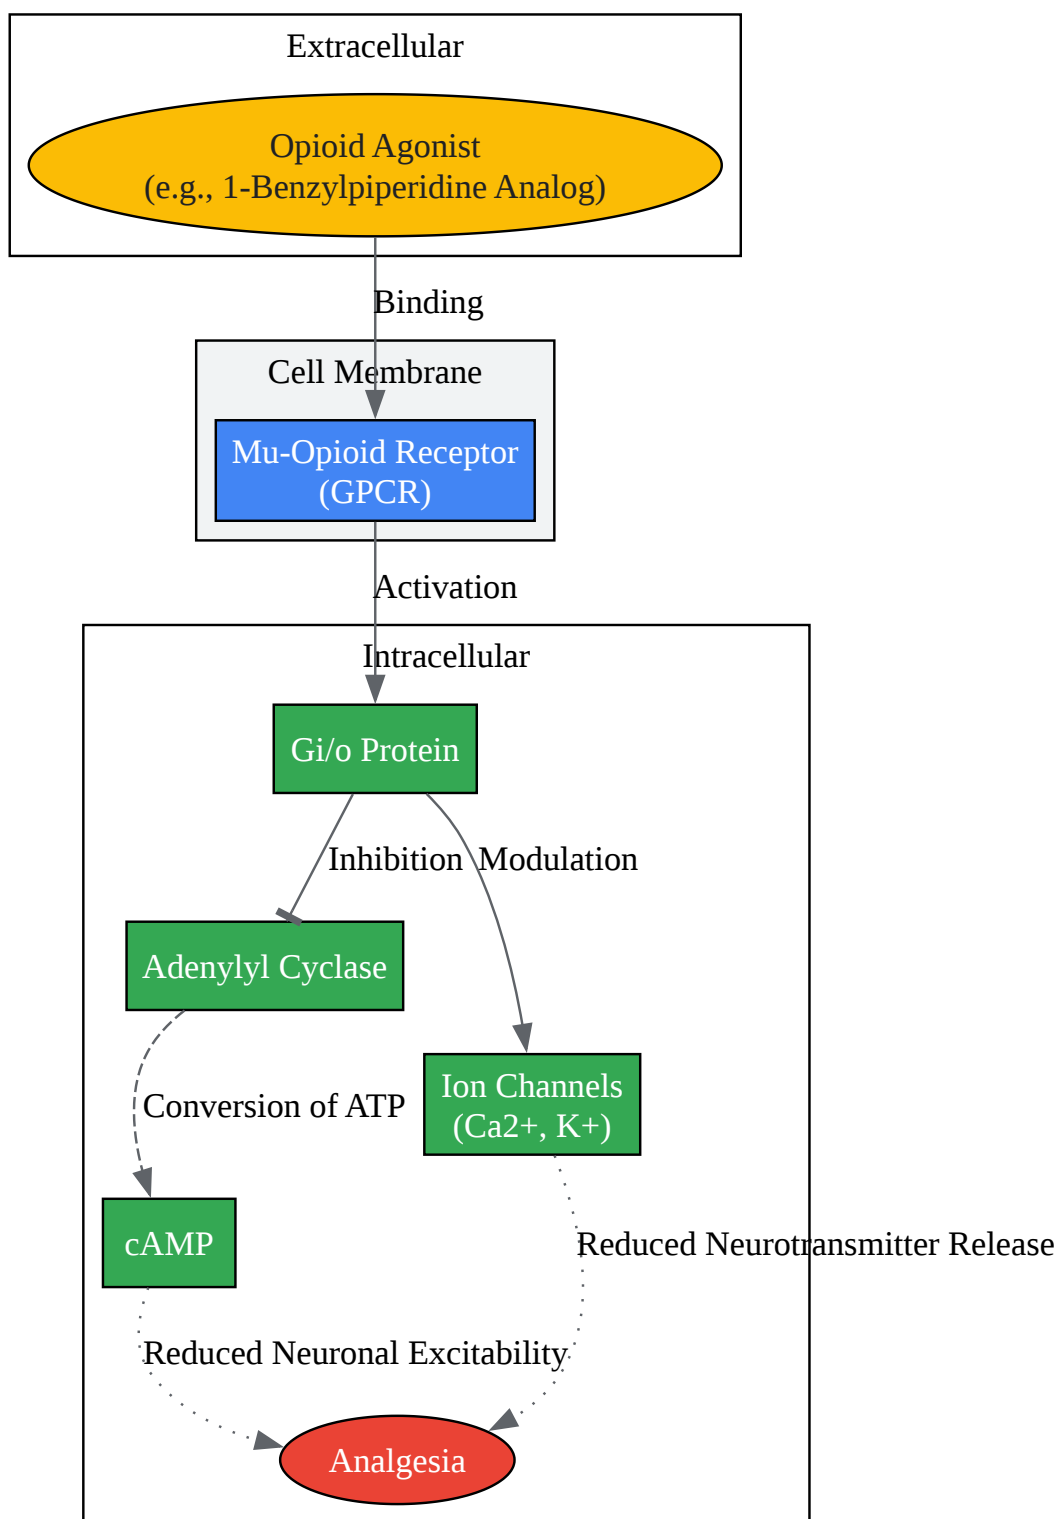 Extracellular
Opioid Agonist
(e.g., 1-Benzylpiperidine Analog)
Binding
Cell Membrane
Mu-Opioid Receptor
(GPCR)
Activation
Intracellular
Gi/o Protein
Inhibition
Modulation
Adenylyl Cyclase
Ion Channels
(Ca2+, K+)
Conversion of ATP
cAMP
Reduced Neurotransmitter Release
Reduced Neuronal Excitability
Analgesia